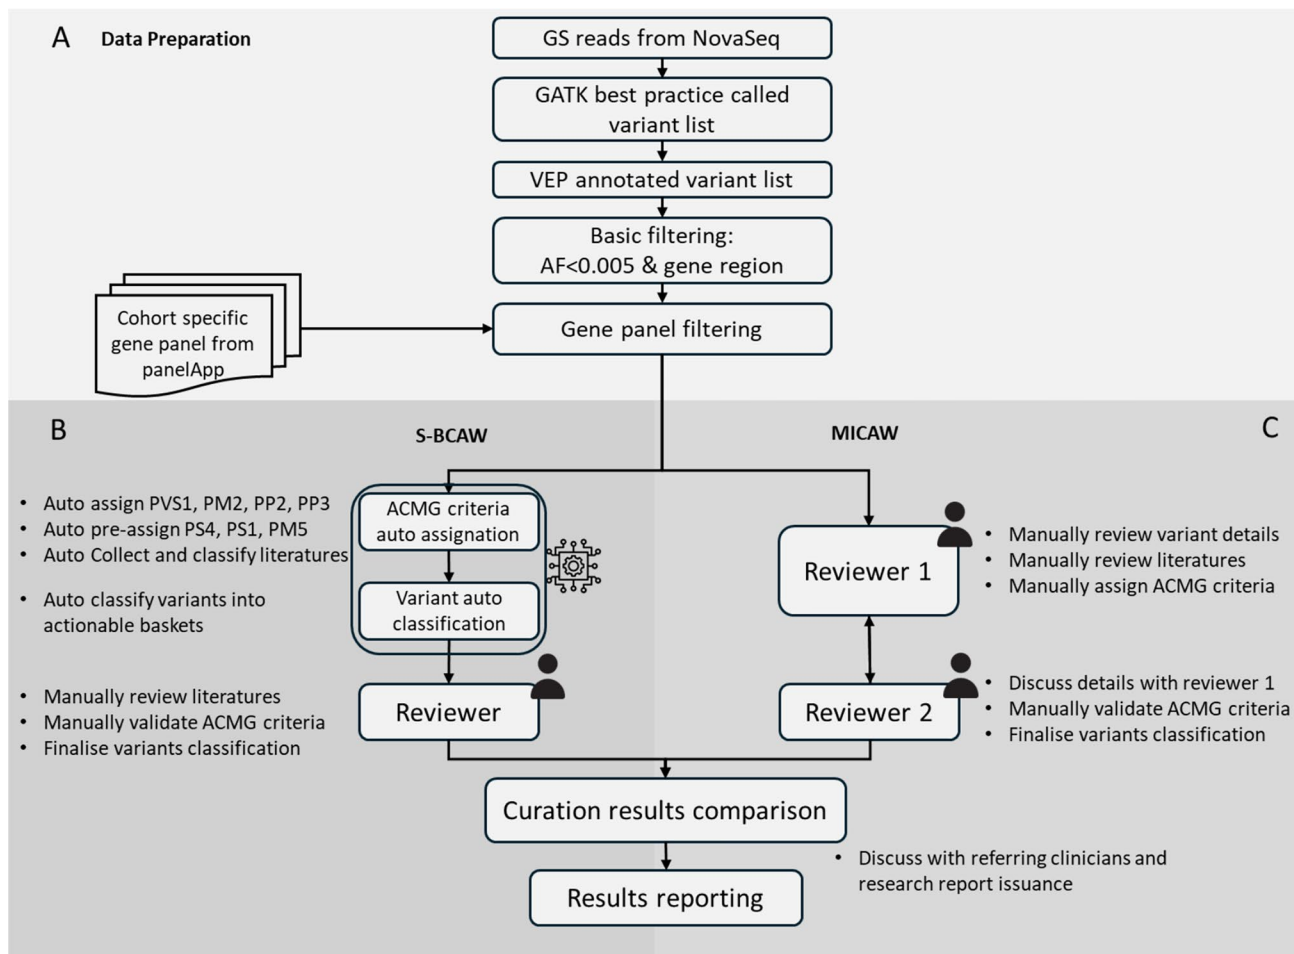 A
Data Preparation
GS reads from NovaSeq
GATK best practice called
variant list
VEP annotated variant list
Basic filtering:
AF<0.005 & gene region
Cohort specific
gene panel from
panelApp
Gene panel filtering
B
S-BCAW
• Auto assign PVS1, PM2, PP2, PP3
• Auto pre-assign PS4, PS1, PM5
• Auto Collect and classify literatures
• Auto classify variants into
actionable baskets
ACMG criteria
auto assignation
Variant auto
classification
• Manually review literatures
• Manually validate ACMG criteria
• Finalise variants classification
Reviewer
MICAW
C
Reviewer 1
• Manually review variant details
• Manually review literatures
• Manually assign ACMG criteria
Reviewer 2
• Discuss details with reviewer 1
• Manually validate ACMG criteria
• Finalise variants classification
Curation results comparison
• Discuss with referring clinicians and
research report issuance
Results reporting